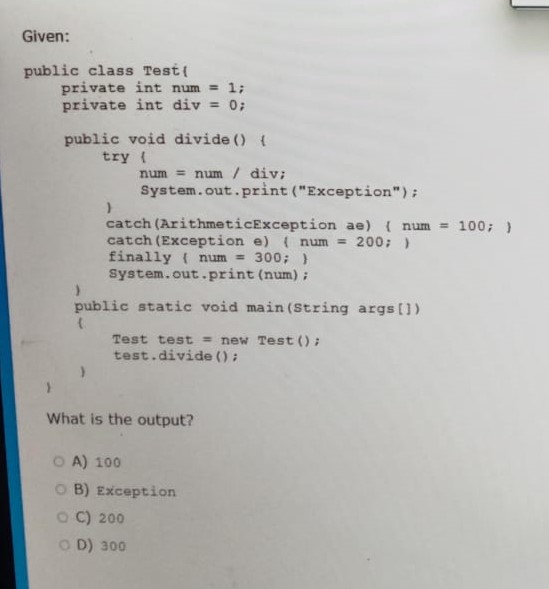 Given:
public class Test{
private int num = 1;
private int div = 0;
public void divide() {
try {
num = num / div;
System.out.print("Exception");
}
catch(ArithmeticException ae) { num = 100; }
catch(Exception e) { num = 200; }
finally { num = 300; }
System.out.print(num);
}
public static void main(String args[])
{
Test test = new Test();
test.divide();
}
}
What is the output?
A) 100
B) Exception
C) 200
D) 300